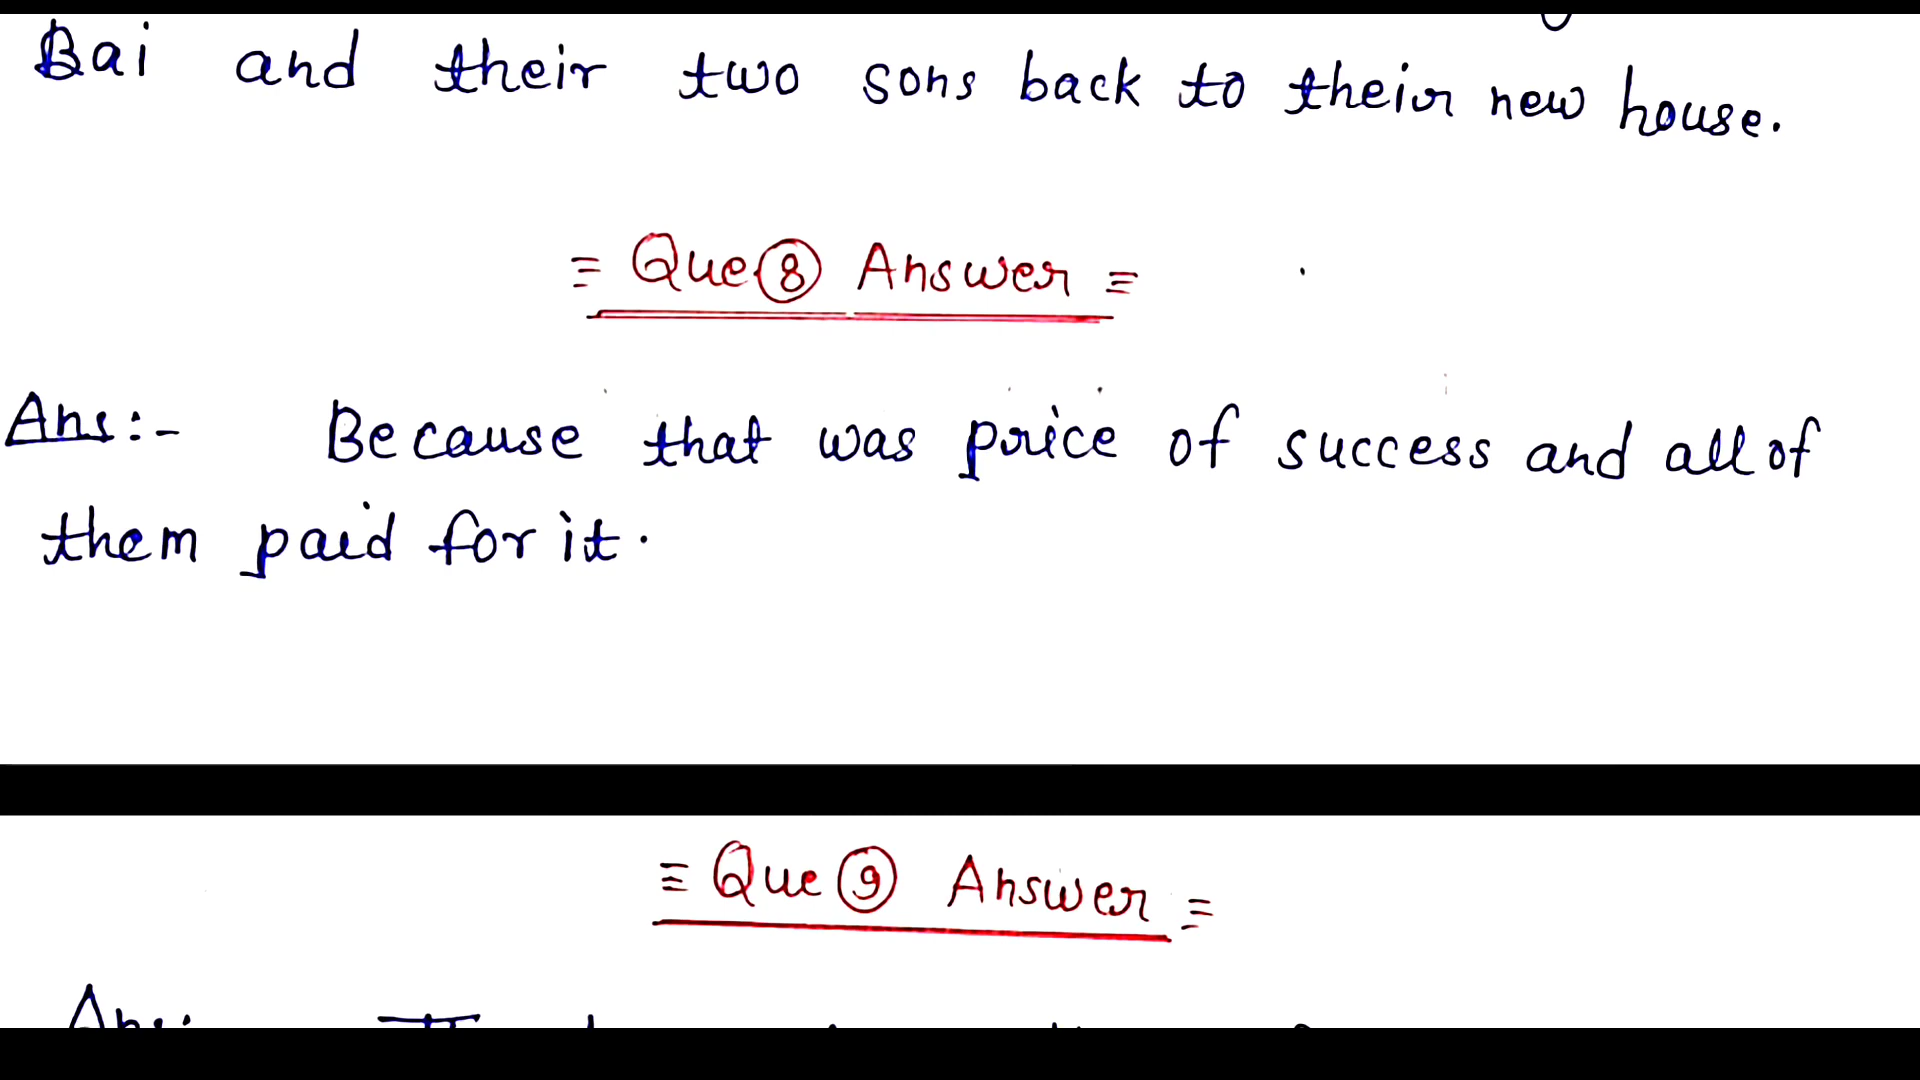 Bai and their two sons back to their new house.
= Que 8 Answer =
Ans:- Because that was price of success and all of
them paid for it.
= Que 9 Answer =
Ans: